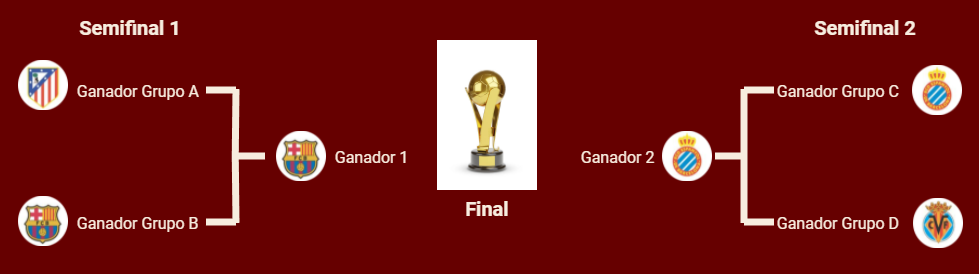 Semifinal 1
Semifinal 2
Ganador Grupo A
Ganador Grupo C
Ganador 1
Ganador 2
Final
Ganador Grupo B
Ganador Grupo D